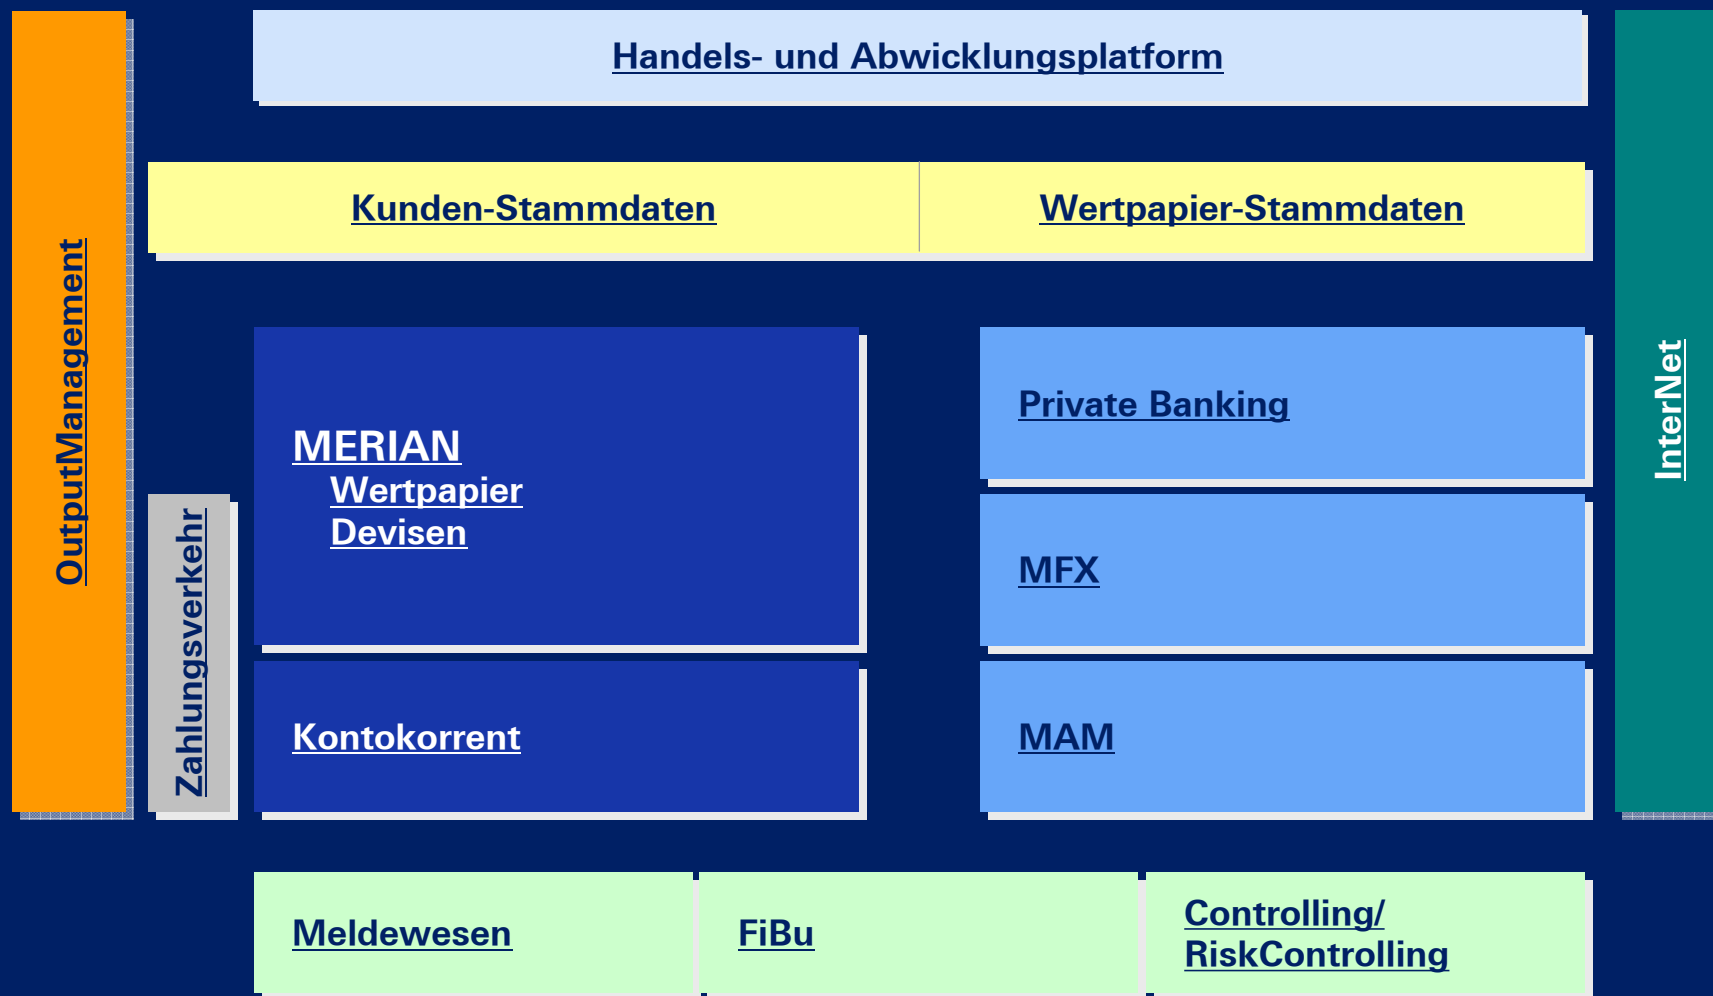 Handels- und Abwicklungsplatform
Kunden-Stammdaten
Wertpapier-Stammdaten
OutputManagement
Zahlungsverkehr
MERIAN
Wertpapier
Devisen
Kontokorrent
Private Banking
MFX
MAM
InterNet
Meldewesen
FiBu
Controlling/
RiskControlling